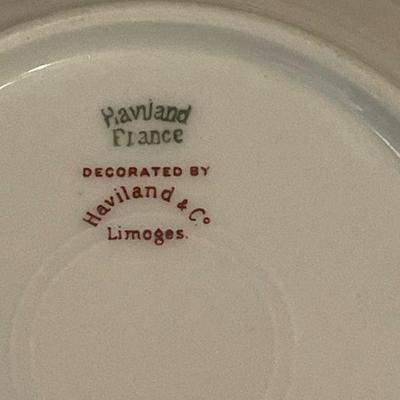 Haviland
France
DECORATED BY
Haviland & Co
Limoges.